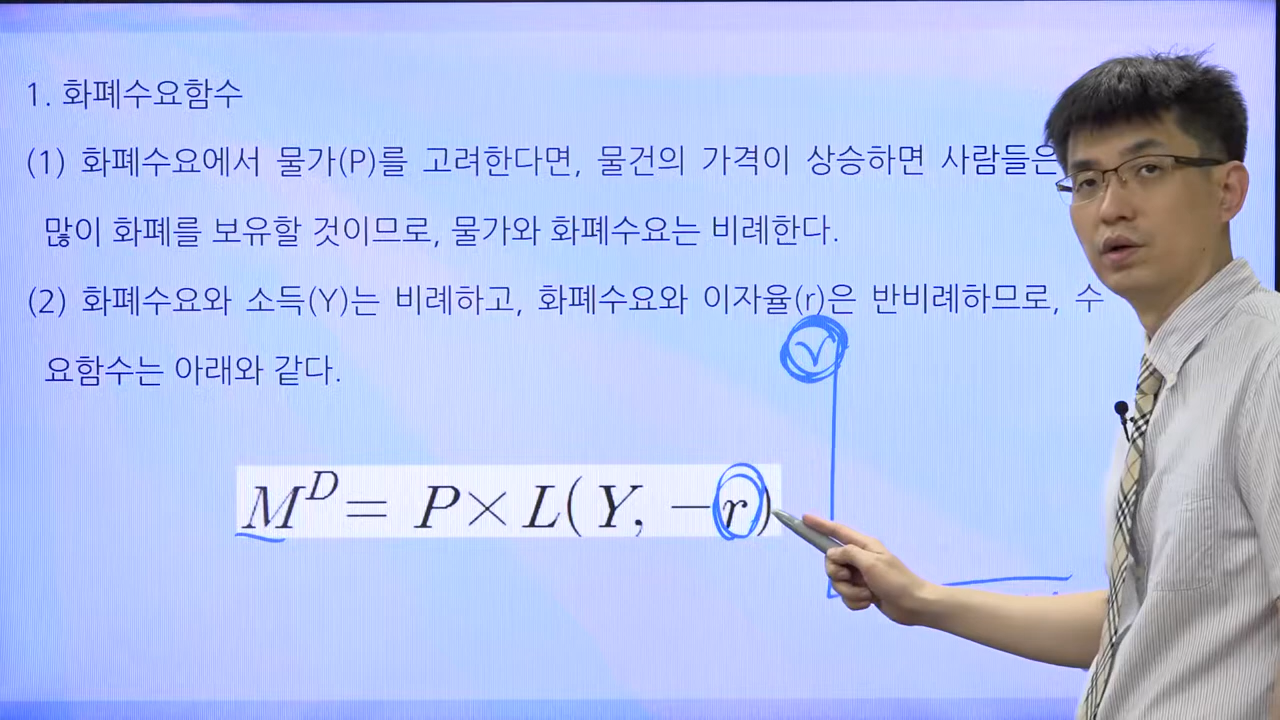 1. 화폐수요함수
(1) 화폐수요에서 물가(P)를 고려한다면, 물건의 가격이 상승하면 사람들은
많이 화폐를 보유할 것이므로, 물가와 화폐수요는 비례한다.
(2) 화폐수요와 소득(Y)는 비례하고, 화폐수요와 이자율(r)은 반비례하므로, 수
요함수는 아래와 같다.
r
M^D = P × L(Y, −r)